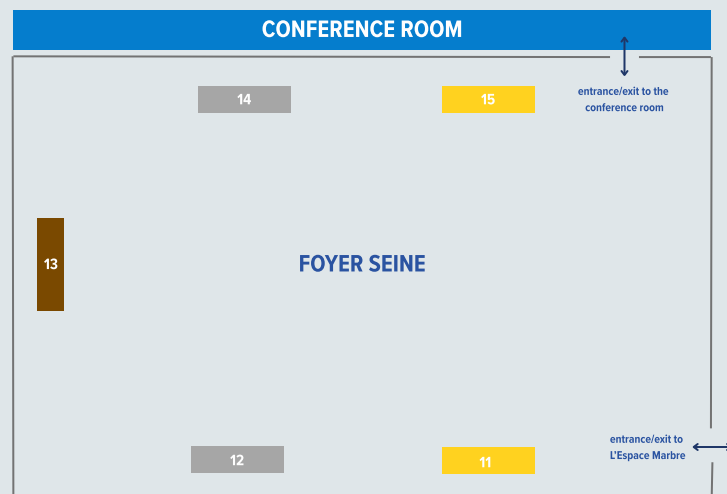 CONFERENCE ROOM
14
15
entrance/exit to the
conference room
13
FOYER SEINE
entrance/exit to
L'Espace Marbre
12
11